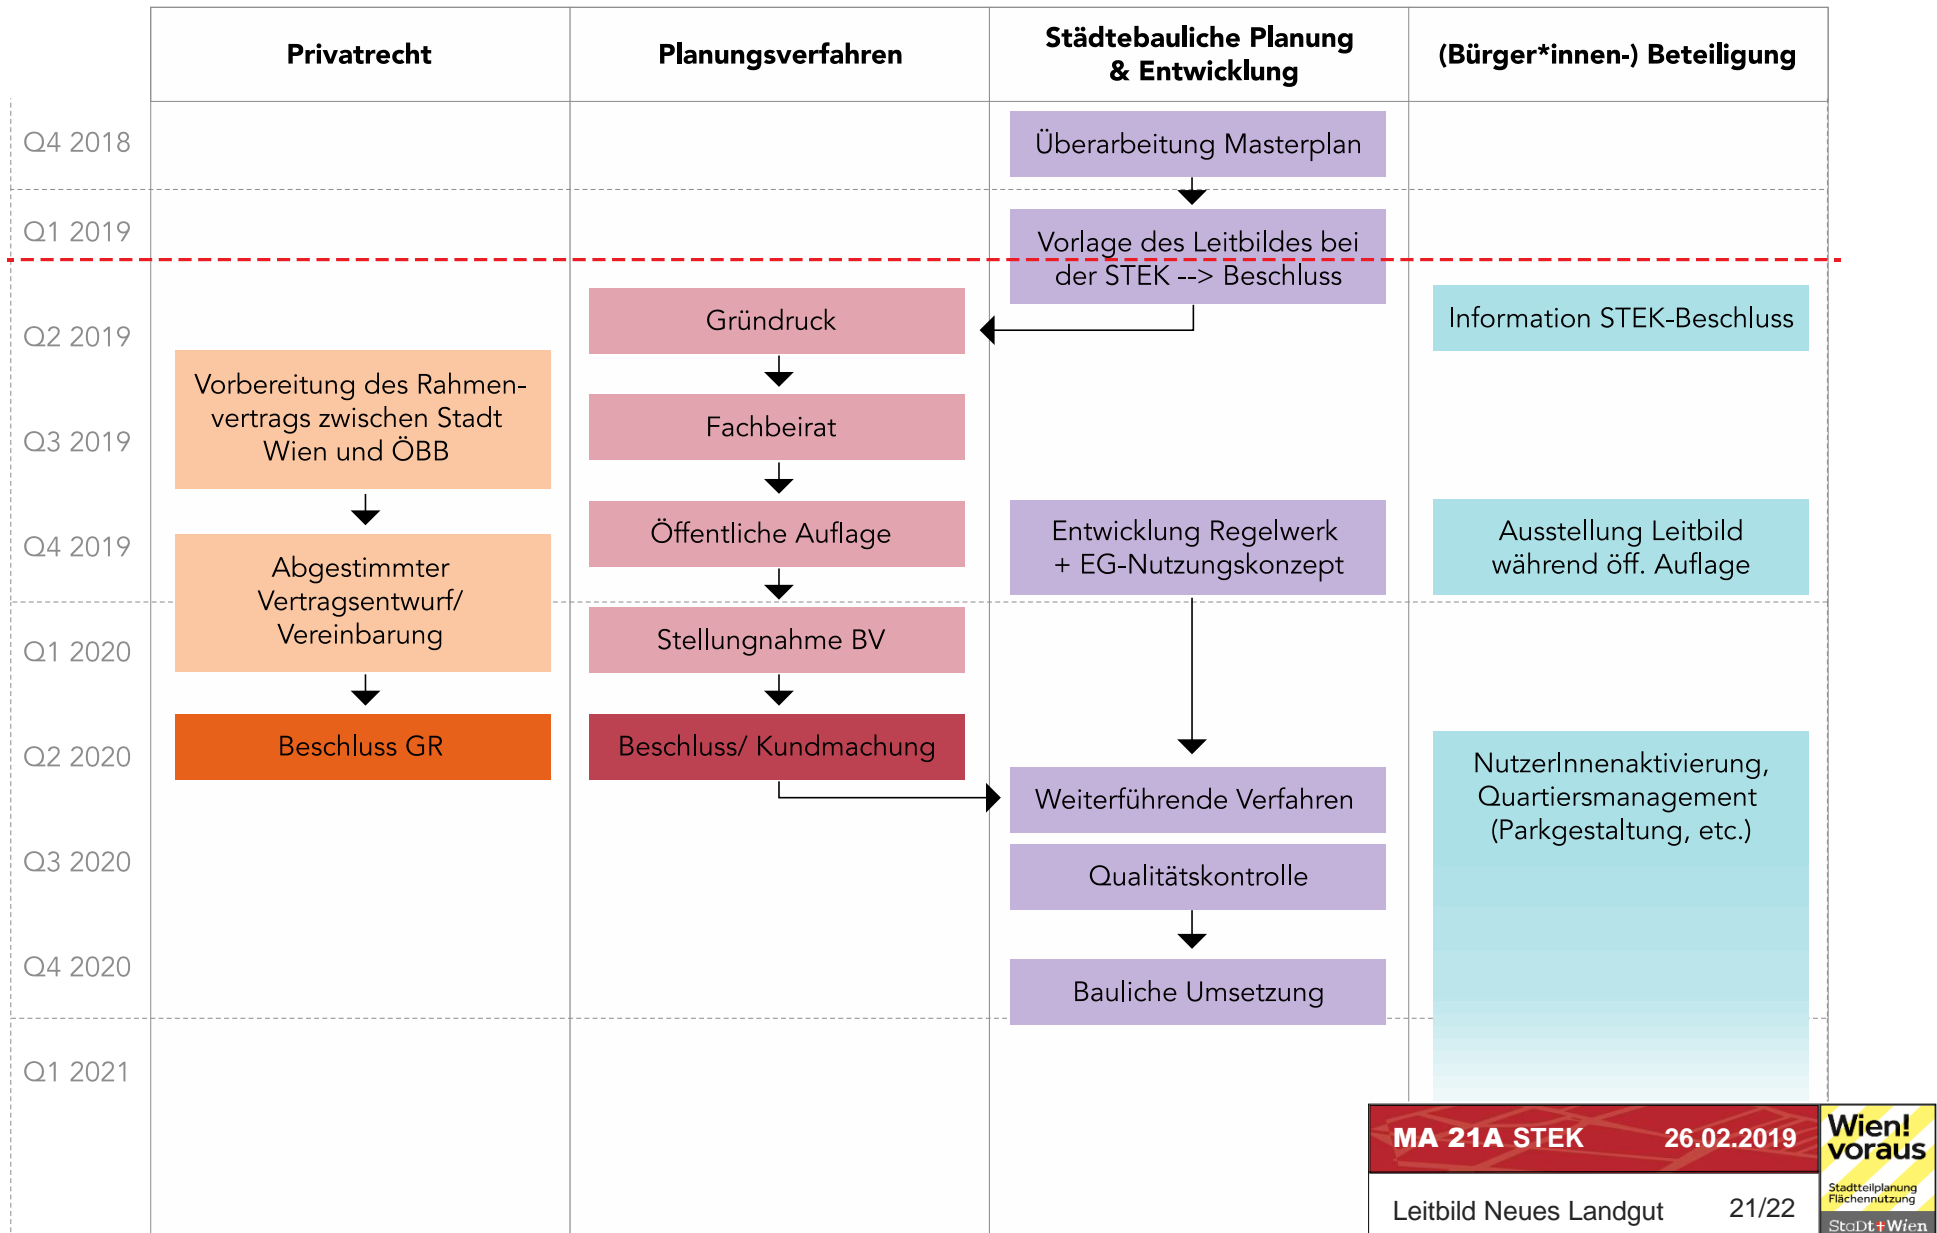 Privatrecht
Planungsverfahren
Städtebauliche Planung
& Entwicklung
(Bürger*innen-) Beteiligung
Q4 2018
Überarbeitung Masterplan
Q1 2019
Vorlage des Leitbildes bei
der STEK --> Beschluss
Q2 2019
Gründruck
Information STEK-Beschluss
Vorbereitung des Rahmen-
vertrags zwischen Stadt
Wien und ÖBB
Q3 2019
Fachbeirat
Q4 2019
Öffentliche Auflage
Entwicklung Regelwerk
+ EG-Nutzungskonzept
Ausstellung Leitbild
während öff. Auflage
Abgestimmter
Vertragsentwurf/
Vereinbarung
Q1 2020
Stellungnahme BV
Q2 2020
Beschluss GR
Beschluss/ Kundmachung
Weiterführende Verfahren
NutzerInnenaktivierung,
Quartiersmanagement
(Parkgestaltung, etc.)
Q3 2020
Qualitätskontrolle
Q4 2020
Bauliche Umsetzung
Q1 2021
MA 21A STEK 26.02.2019
Leitbild Neues Landgut 21/22
Wien!
voraus
Stadtteilplanung
Flächennutzung
StaDt Wien